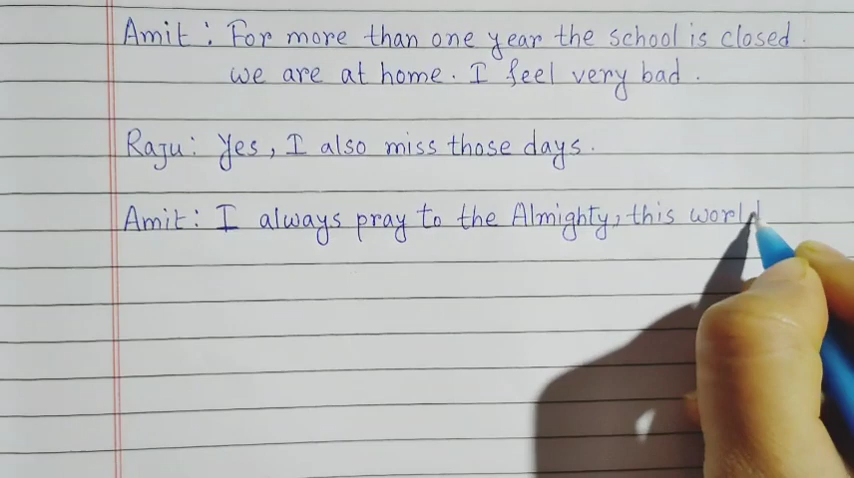 Amit: For more than one year the school is closed.
we are at home. I feel very bad.
Raju: Yes, I also miss those days.
Amit: I always pray to the Almighty, this world